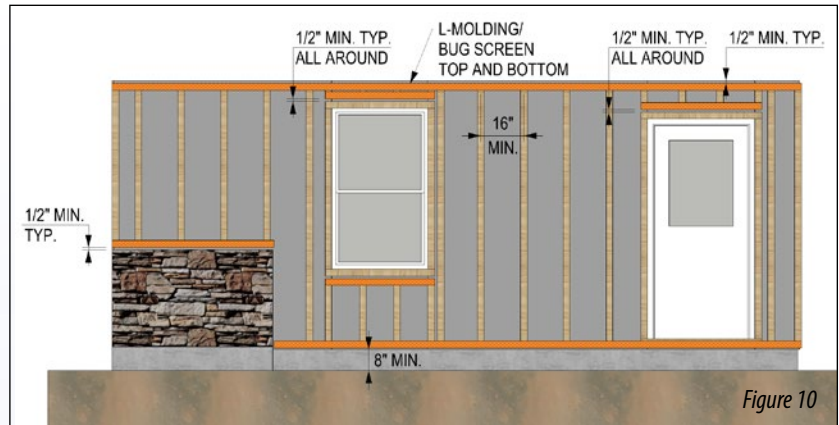 1/2" MIN. TYP.
ALL AROUND
L-MOLDING/
BUG SCREEN
TOP AND BOTTOM
1/2" MIN. TYP.
ALL AROUND
1/2" MIN. TYP.
16"
MIN.
1/2" MIN.
TYP.
8" MIN.
Figure 10